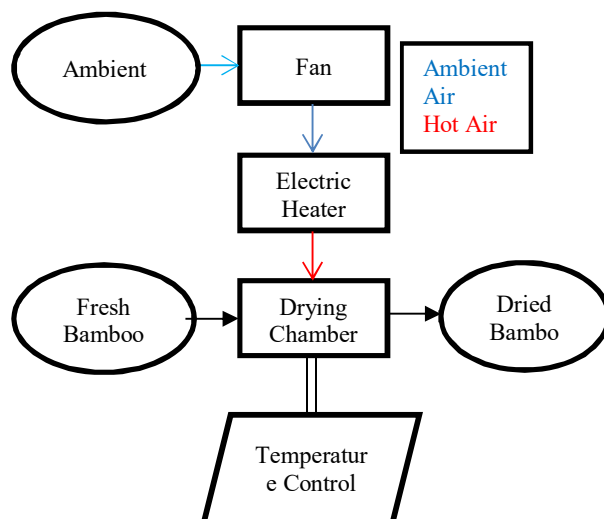 Ambient
Fan
Ambient
Air
Hot Air
Electric
Heater
Fresh
Bamboo
Drying
Chamber
Dried
Bambo
Temperatur
e Control